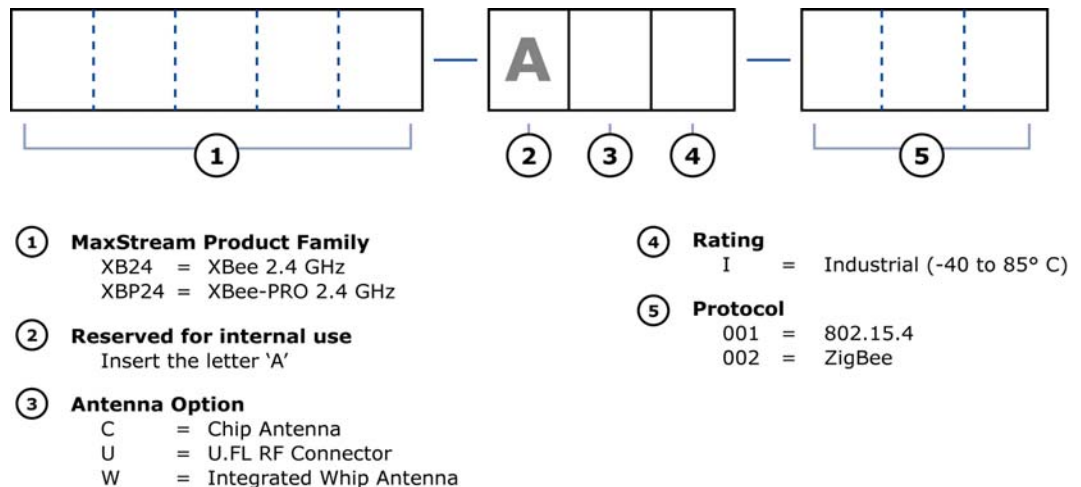 A
1 2 3 4 5
1 MaxStream Product Family
XB24 = XBee 2.4 GHz
XBP24 = XBee-PRO 2.4 GHz
2 Reserved for internal use
Insert the letter ‘A’
3 Antenna Option
C = Chip Antenna
U = U.FL RF Connector
W = Integrated Whip Antenna
4 Rating
I = Industrial (-40 to 85° C)
5 Protocol
001 = 802.15.4
002 = ZigBee